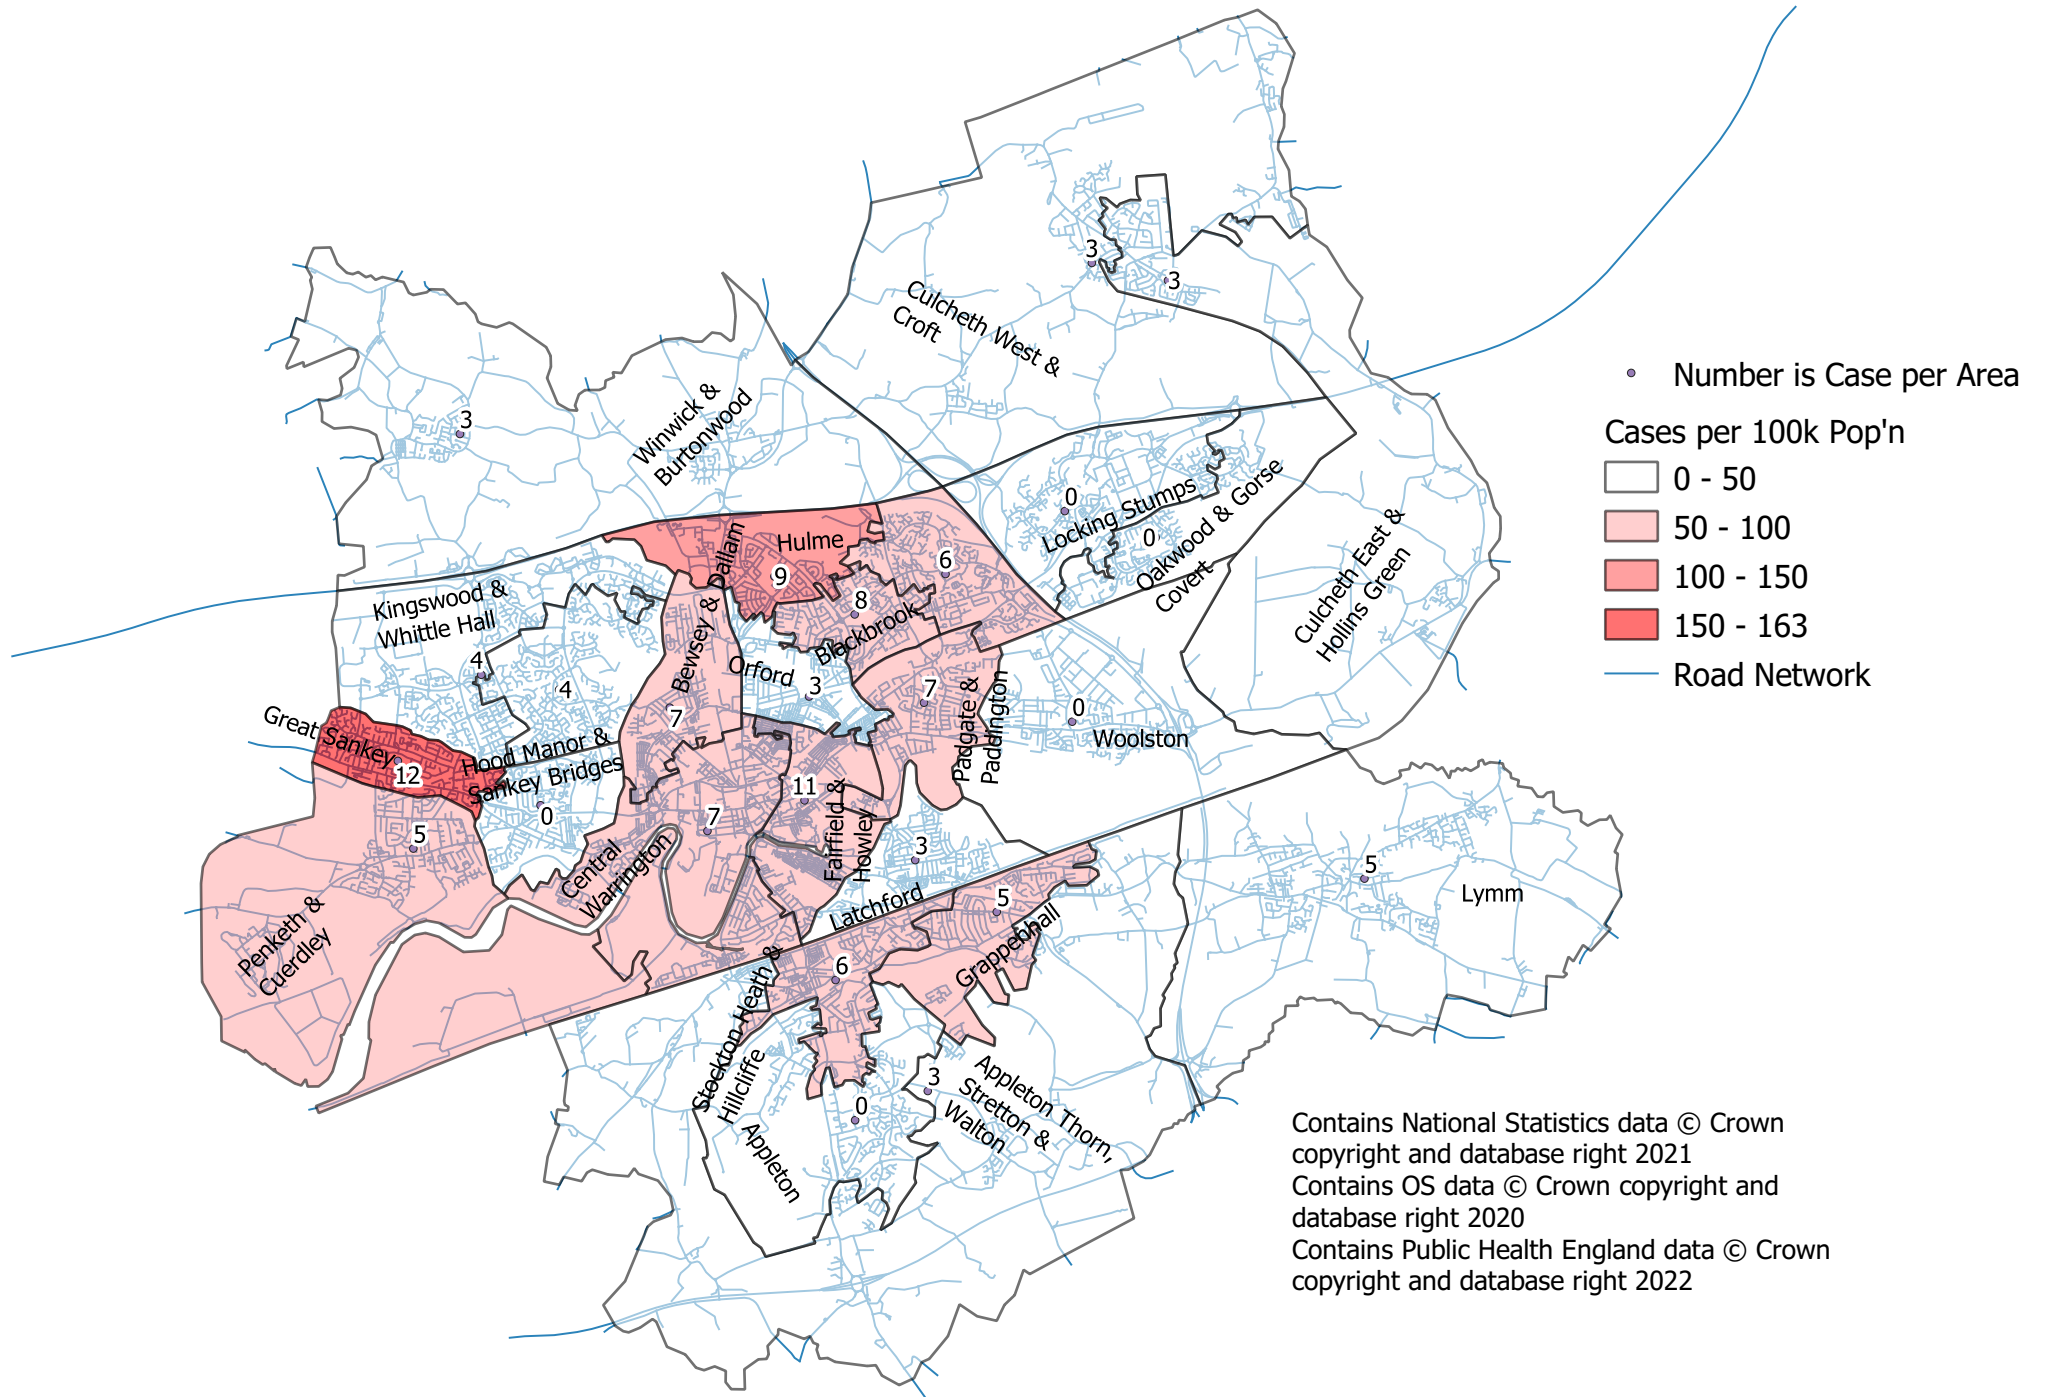 3
3
Culcheth West &
Croft
Number is Case per Area
Cases per 100k Pop'n
0 - 50
50 - 100
100 - 150
150 - 163
Road Network
3
Winwick &
Burtonwood
0
Locking Stumps
0
Oakwood & Gorse
Covert
Culcheth East &
Hollins Green
Hulme
9
6
8
Blackbrook
Kingswood &
Whittle Hall
4
4
Bewsey & Dallam
7
Orford
3
7
Padgate &
Paddington
0
Woolston
Great Sankey
12
Hood Manor &
Sankey Bridges
0
5
11
Fairfield &
Howley
7
Central
Warrington
3
Latchford
5
Lymm
Penketh &
Cuerdley
5
Grappenhall
6
Stockton Heath &
Hillcliffe
3
Appleton Thorn,
Stretton &
Walton
0
Appleton
Contains National Statistics data © Crown
copyright and database right 2021
Contains OS data © Crown copyright and
database right 2020
Contains Public Health England data © Crown
copyright and database right 2022